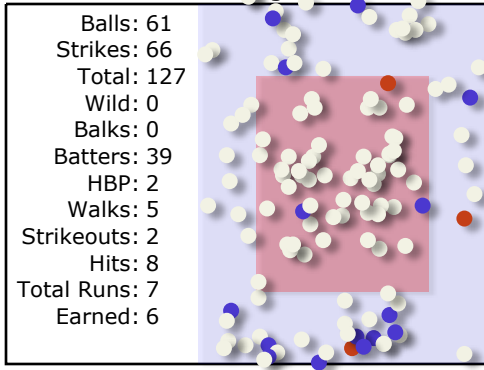 Balls: 61
Strikes: 66
Total: 127
Wild: 0
Balks: 0
Batters: 39
HBP: 2
Walks: 5
Strikeouts: 2
Hits: 8
Total Runs: 7
Earned: 6